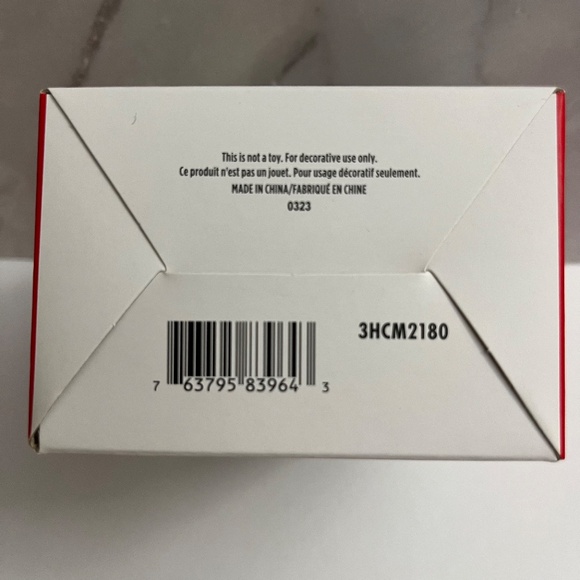 This is not a toy. For decorative use only.
Ce produit n'est pas un jouet. Pour usage décoratif seulement.
MADE IN CHINA/FABRIQUÉ EN CHINE
0323
3HCM2180
7 63795 83964 3